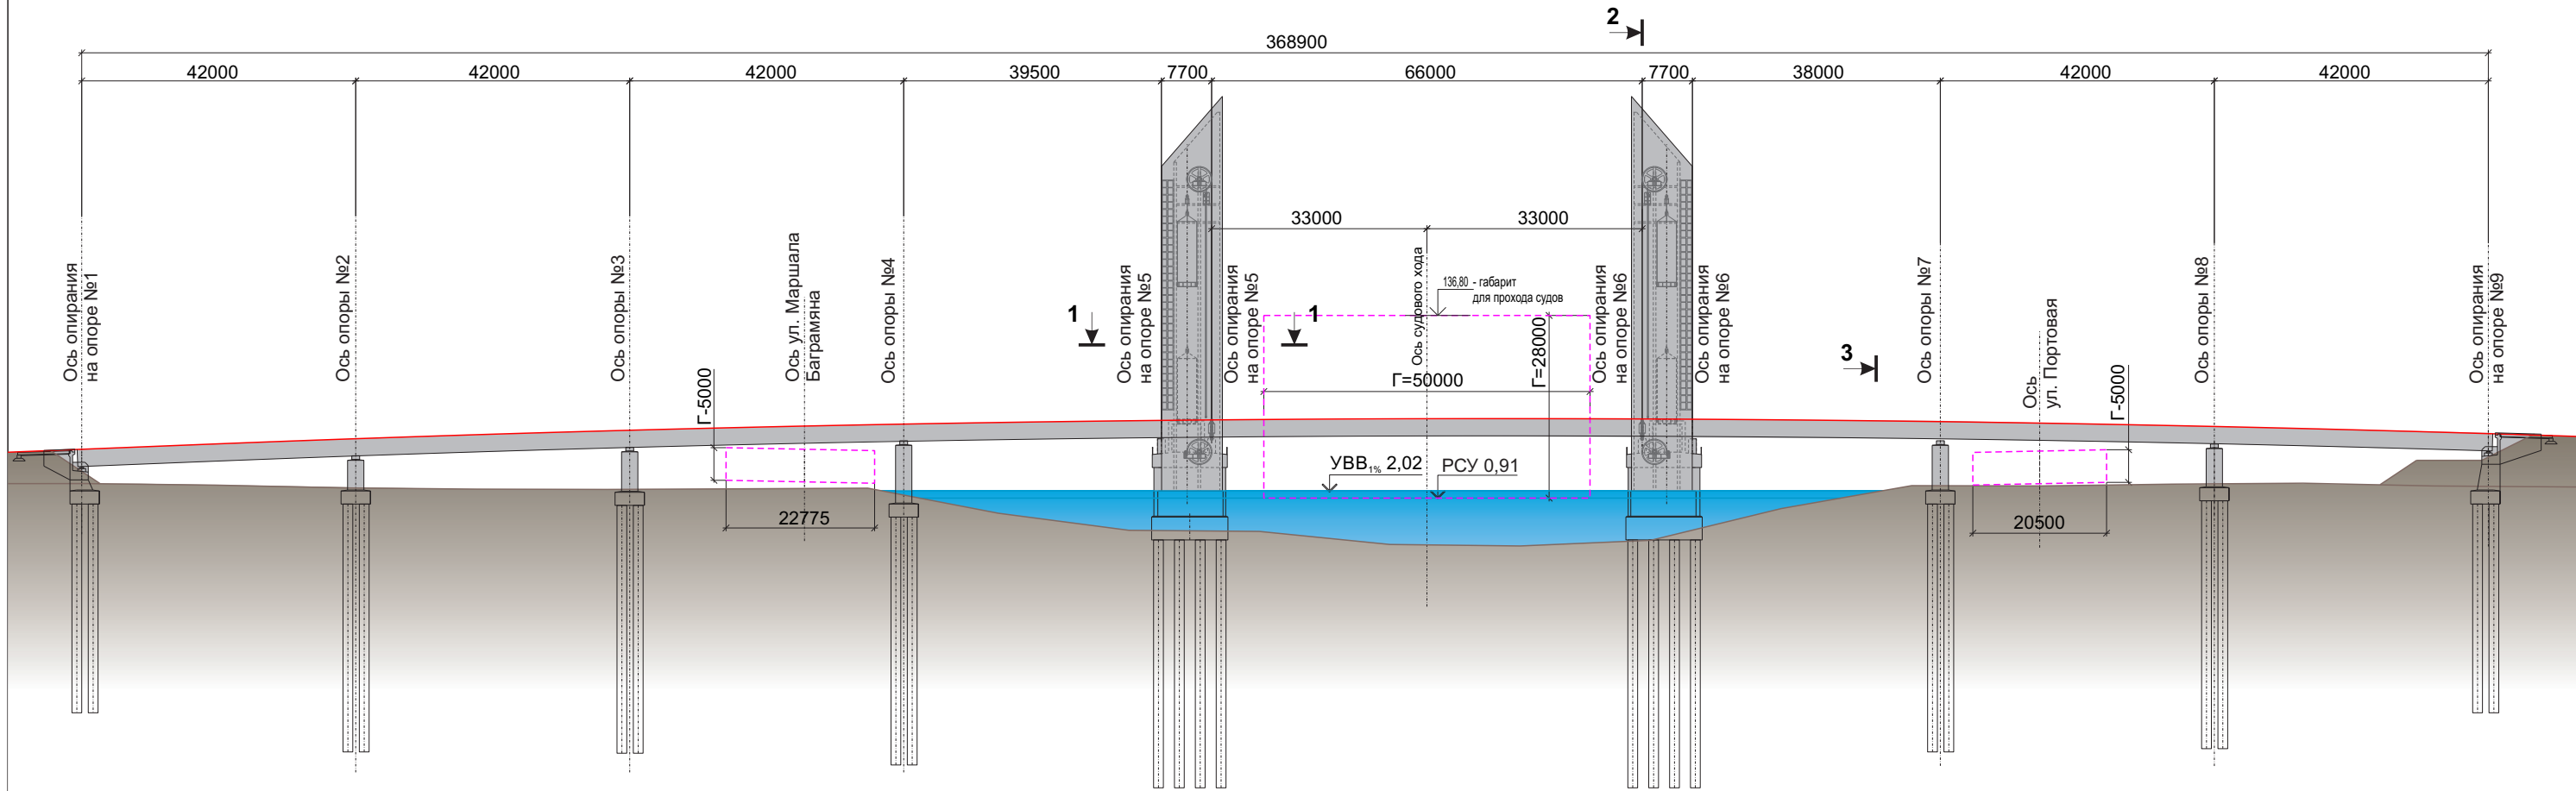 2
368900
42000 42000 42000 39500 7700 66000 7700 38000 42000 42000
33000 33000
Ось опирания
на опоре №1
Ось опоры №2
Ось опоры №3
Г-5000
Ось ул. Маршала
Баграмяна
Ось опоры №4
1
Ось опирания
на опоре №5
Ось опирания
на опоре №5
1
136,80 - габарит
для прохода судов
Ось судового хода
Г=50000
Г=28000
Ось опирания
на опоре №6
Ось опирания
на опоре №6
3
Ось опоры №7
Ось
ул. Портовая
Г-5000
Ось опоры №8
Ось опирания
на опоре №9
УВВ1% 2,02
РСУ 0,91
22775
20500